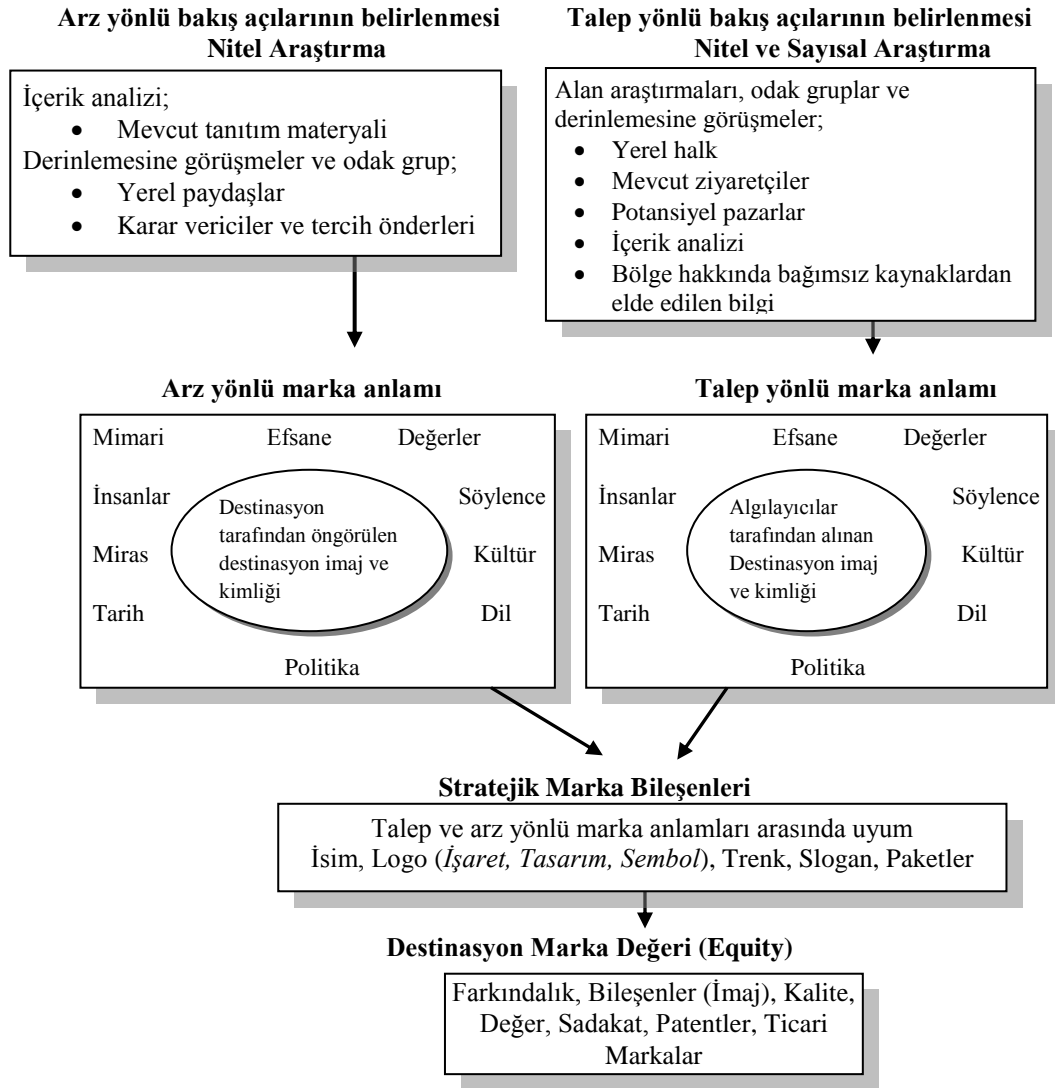 Arz yönlü bakış açılarının belirlenmesi
Nitel Araştırma
İçerik analizi;
• Mevcut tanıtım materyali
Derinlemesine görüşmeler ve odak grup;
• Yerel paydaşlar
• Karar vericiler ve tercih önderleri
Talep yönlü bakış açılarının belirlenmesi
Nitel ve Sayısal Araştırma
Alan araştırmaları, odak gruplar ve
derinlemesine görüşmeler;
• Yerel halk
• Mevcut ziyaretçiler
• Potansiyel pazarlar
• İçerik analizi
• Bölge hakkında bağımsız kaynaklardan
elde edilen bilgi
Arz yönlü marka anlamı
Mimari Efsane Değerler
İnsanlar Söylence
Miras Kültür
Tarih Dil
Politika
Destinasyon
tarafından öngörülen
destinasyon imaj ve
kimliği
Talep yönlü marka anlamı
Mimari Efsane Değerler
İnsanlar Söylence
Miras Kültür
Tarih Dil
Politika
Algılayıcılar
tarafından alınan
Destinasyon imaj
ve kimliği
Stratejik Marka Bileşenleri
Talep ve arz yönlü marka anlamları arasında uyum
İsim, Logo (İşaret, Tasarım, Sembol), Trenk, Slogan, Paketler
Destinasyon Marka Değeri (Equity)
Farkındalık, Bileşenler (İmaj), Kalite,
Değer, Sadakat, Patentler, Ticari
Markalar